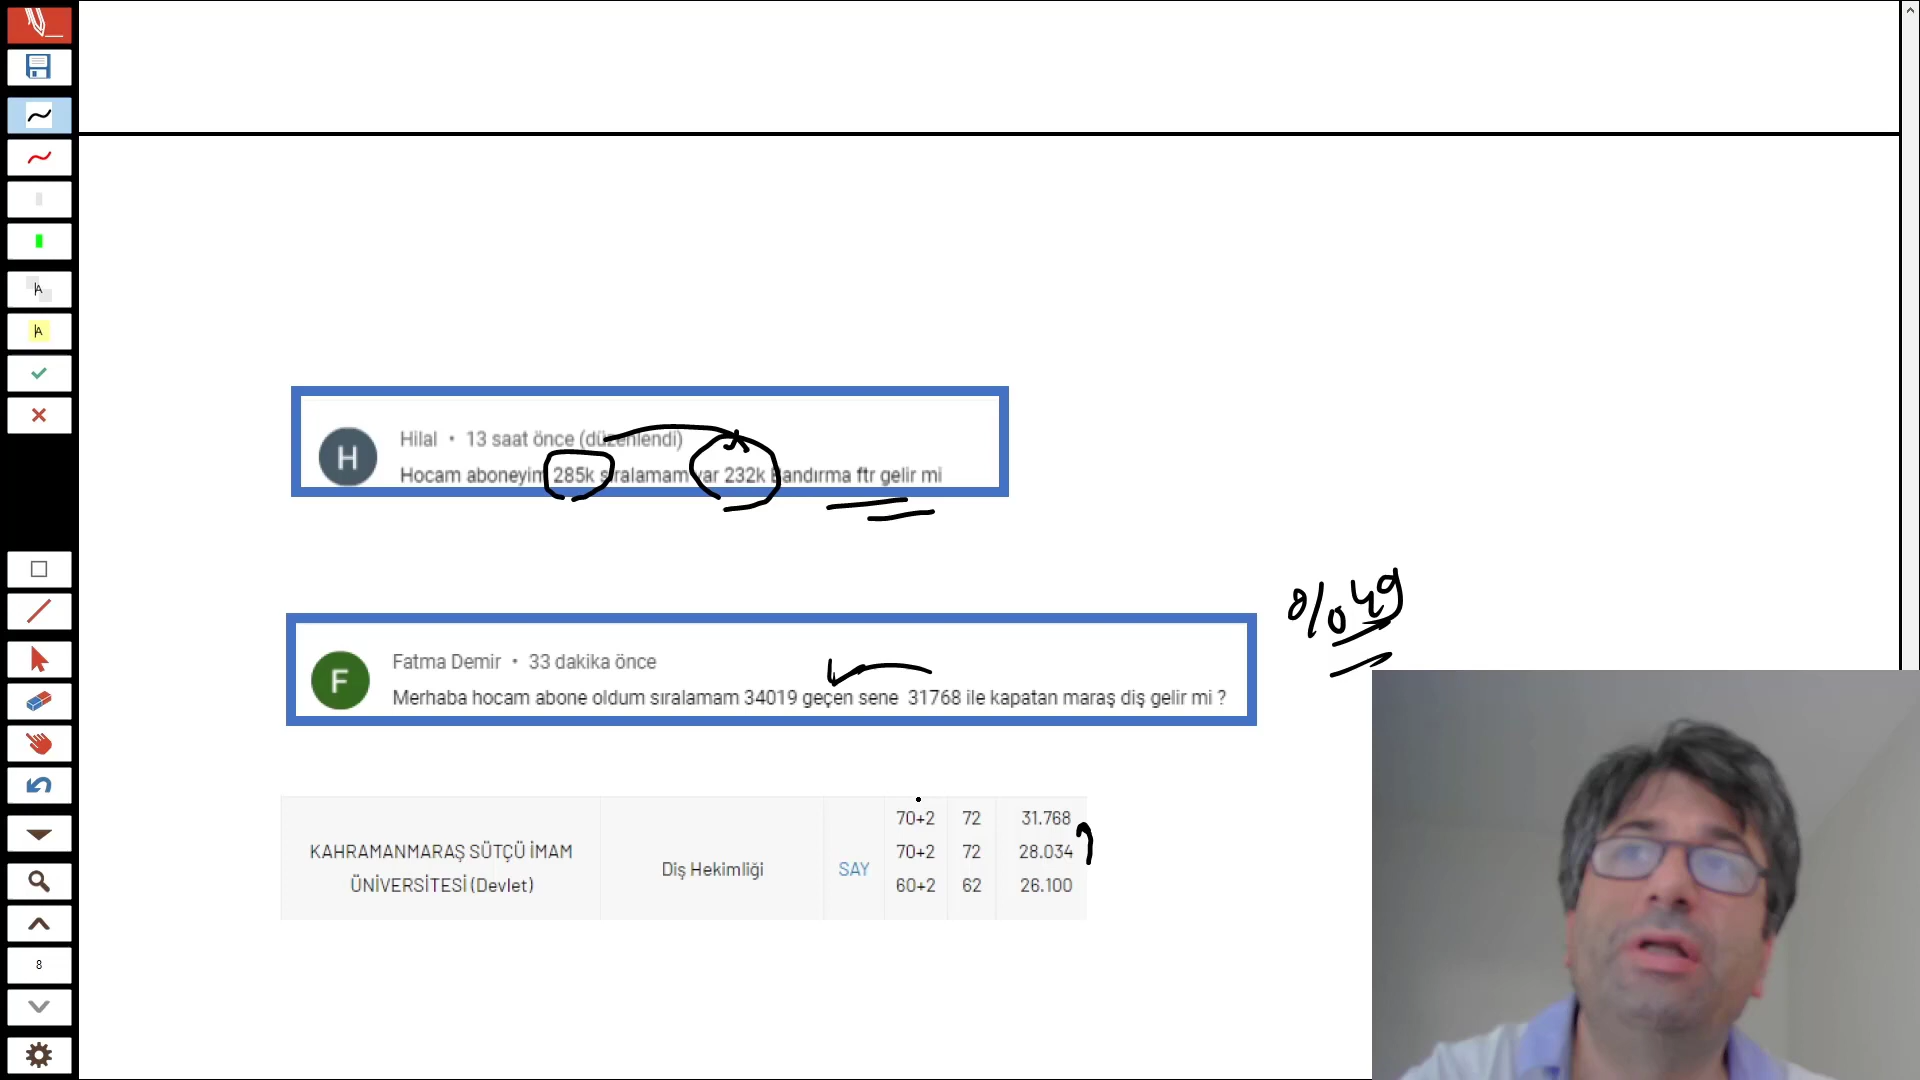 H
Hilal • 13 saat önce (düzenlendi)
Hocam aboneyim 285k sıralamam var 232k Bandırma ftr gelir mi
%049
F
Fatma Demir • 33 dakika önce
Merhaba hocam abone oldum sıralamam 34019 geçen sene 31768 ile kapatan maraş diş gelir mi ?
KAHRAMANMARAŞ SÜTÇÜ İMAM
ÜNİVERSİTESİ (Devlet)
Diş Hekimliği
SAY
70+2 72 31.768
70+2 72 28.034
60+2 62 26.100
A
A
8